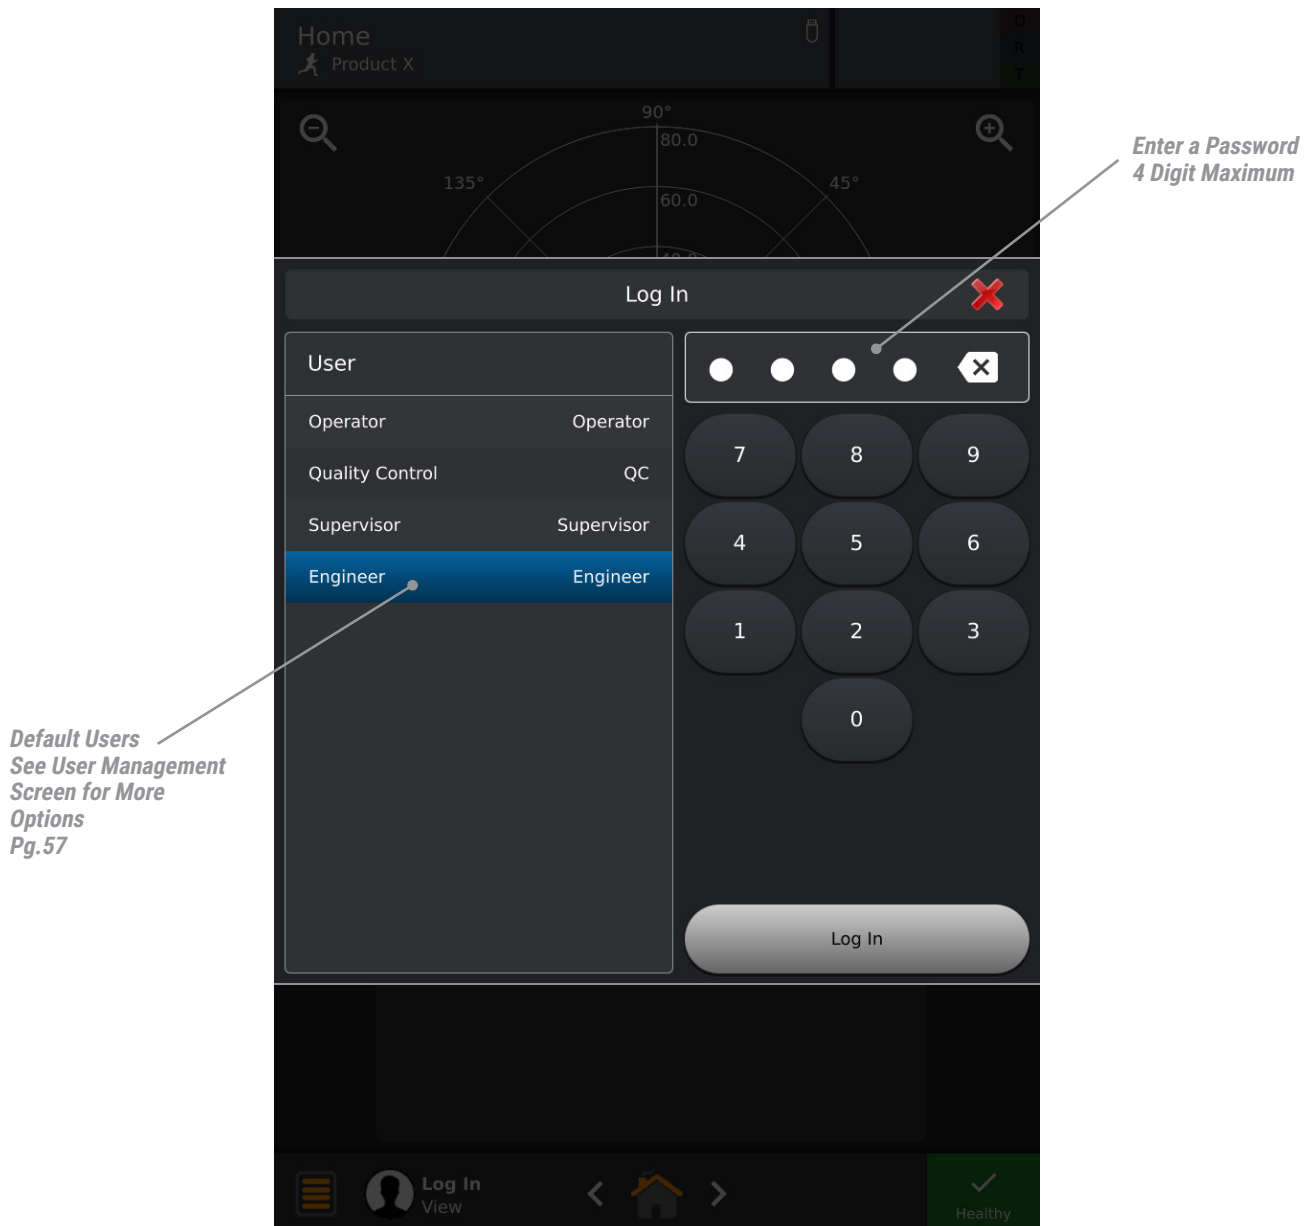 Home
Product X
D
R
T
90°
80.0
135°
45°
60.0
40.0
Enter a Password
4 Digit Maximum
Log In
User
Operator Operator
Quality Control QC
Supervisor Supervisor
Engineer Engineer
7 8 9
4 5 6
1 2 3
0
Default Users
See User Management
Screen for More
Options
Pg.57
Log In
Log In
View
Healthy